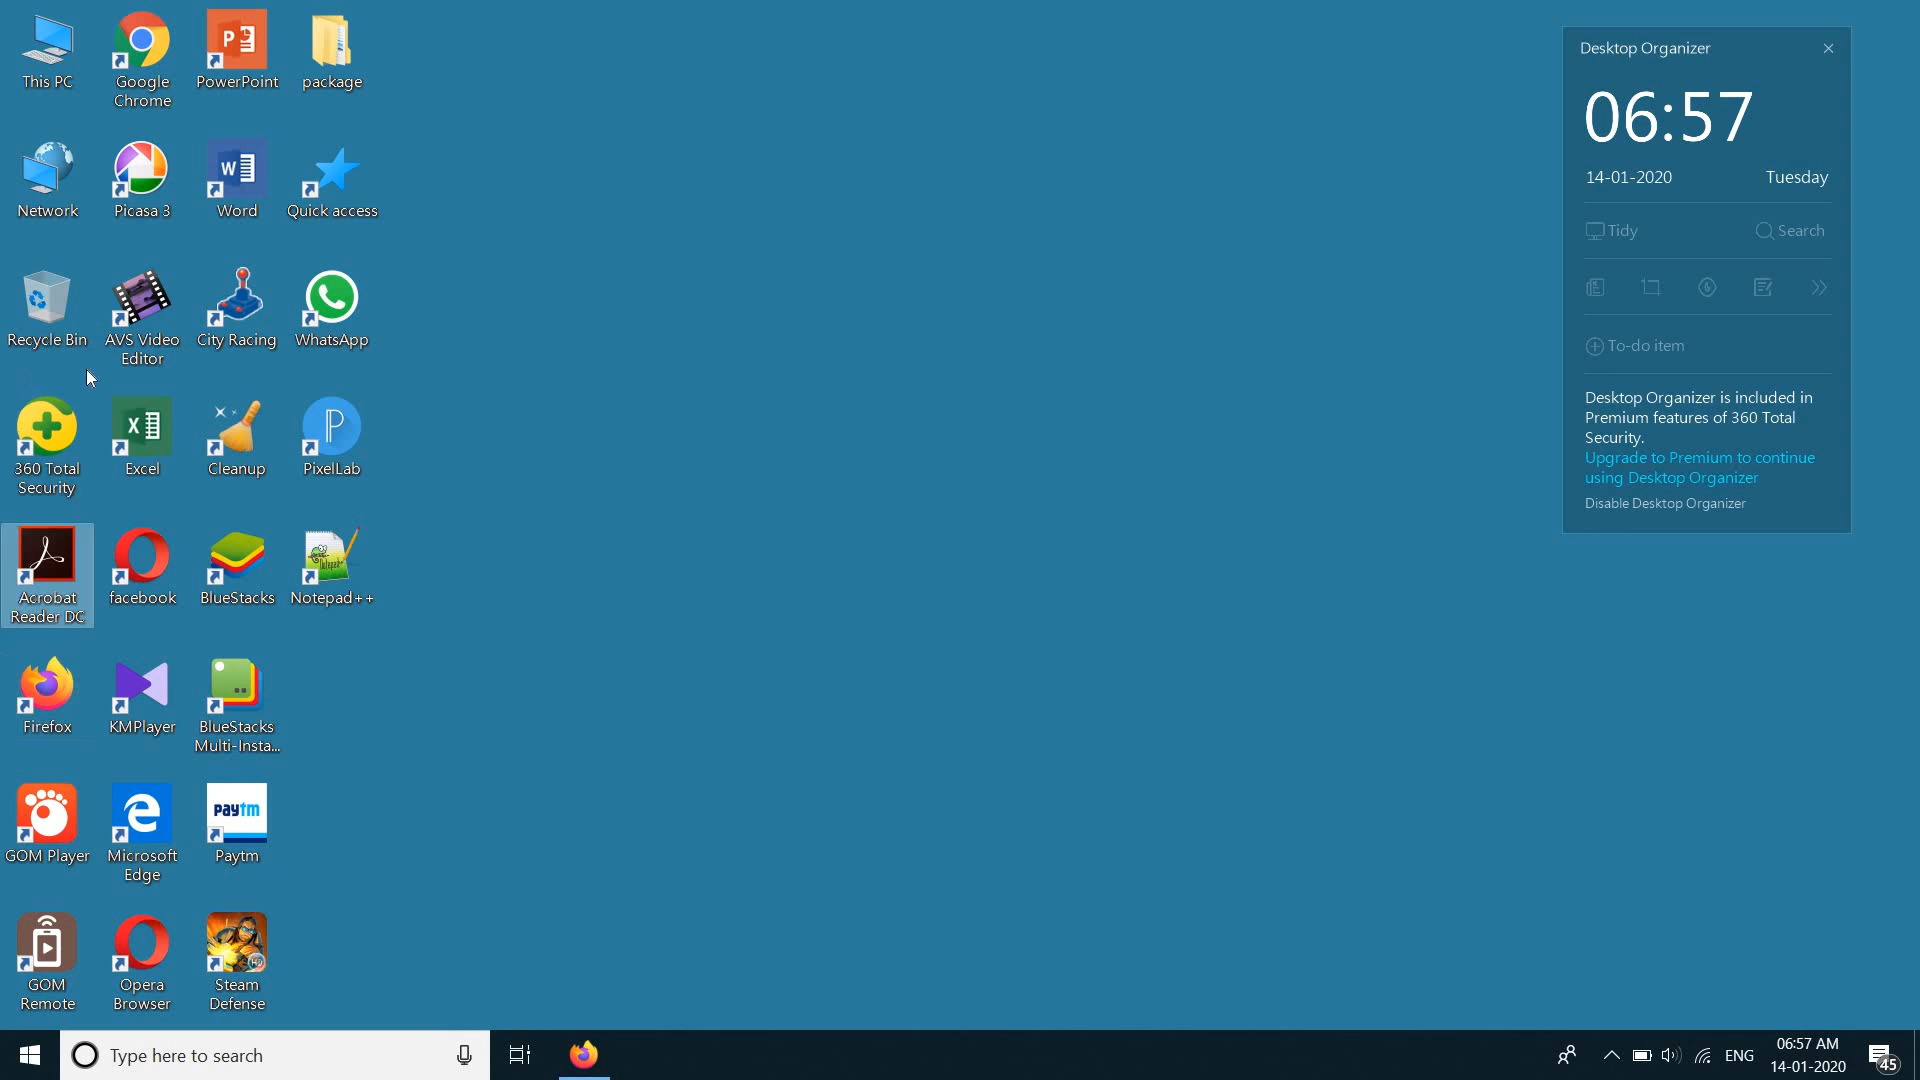 This PC
Google
Chrome
PowerPoint
package
Network
Picasa 3
Word
Quick access
Recycle Bin
AVS Video
Editor
City Racing
WhatsApp
360 Total
Security
Excel
Cleanup
PixelLab
Acrobat
Reader DC
facebook
BlueStacks
Notepad++
Firefox
KMPlayer
BlueStacks
Multi-Insta...
GOM Player
Microsoft
Edge
paytm
Paytm
GOM
Remote
Opera
Browser
Steam
Defense
Desktop Organizer
06:57
14-01-2020 Tuesday
Tidy Search
To-do item
Desktop Organizer is included in
Premium features of 360 Total
Security.
Upgrade to Premium to continue
using Desktop Organizer
Disable Desktop Organizer
Type here to search
ENG
06:57 AM
14-01-2020
45